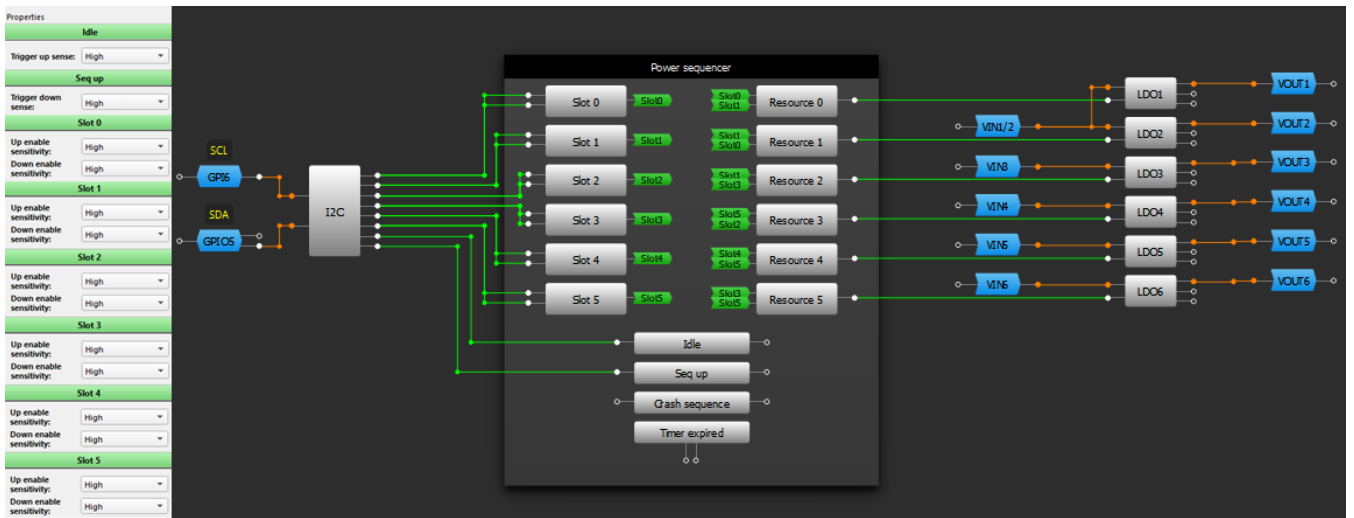 Properties
Idle
Trigger up sense: High
Seq up
Trigger down
sense: High
Slot 0
Up enable
sensitivity: High
Down enable
sensitivity: High
Slot 1
Up enable
sensitivity: High
Down enable
sensitivity: High
Slot 2
Up enable
sensitivity: High
Down enable
sensitivity: High
Slot 3
Up enable
sensitivity: High
Down enable
sensitivity: High
Slot 4
Up enable
sensitivity: High
Down enable
sensitivity: High
Slot 5
Up enable
sensitivity: High
Down enable
sensitivity: High
SCL
GPI6
SDA
GPIO5
I2C
Power sequencer
Slot 0
Slot0
Slot 1
Slot1
Slot 2
Slot2
Slot 3
Slot3
Slot 4
Slot4
Slot 5
Slot5
Slot0
Slot1
Resource 0
Slot1
Slot0
Resource 1
Slot1
Slot3
Resource 2
Slot5
Slot2
Resource 3
Slot4
Slot5
Resource 4
Slot3
Slot5
Resource 5
Idle
Seq up
Crash sequence
Timer expired
VIN1/2
VIN3
VIN4
VIN5
VIN6
LDO1
LDO2
LDO3
LDO4
LDO5
LDO6
VOUT1
VOUT2
VOUT3
VOUT4
VOUT5
VOUT6